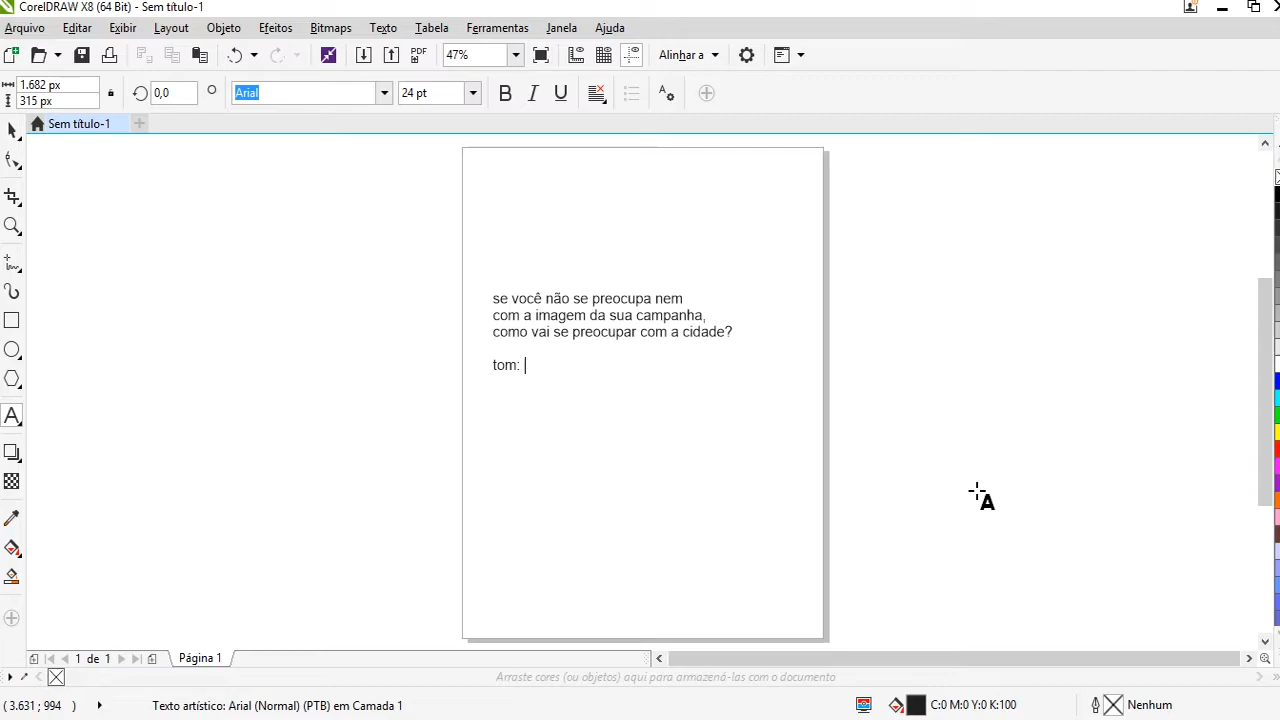 CorelDRAW X8 (64 Bit) - Sem título-1
Arquivo Editar Exibir Layout Objeto Efeitos Bitmaps Texto Tabela Ferramentas Janela Ajuda
PDF 47% Alinhar a
1.682 px
315 px
0,0 Arial 24 pt B I U
Sem título-1
se você não se preocupa nem
com a imagem da sua campanha,
como vai se preocupar com a cidade?
tom:
1 de 1 Página 1
Arraste cores (ou objetos) aqui para armazená-las com o documento
( 3.631 ; 994 ) Texto artístico: Arial (Normal) (PTB) em Camada 1 C:0 M:0 Y:0 K:100 Nenhum